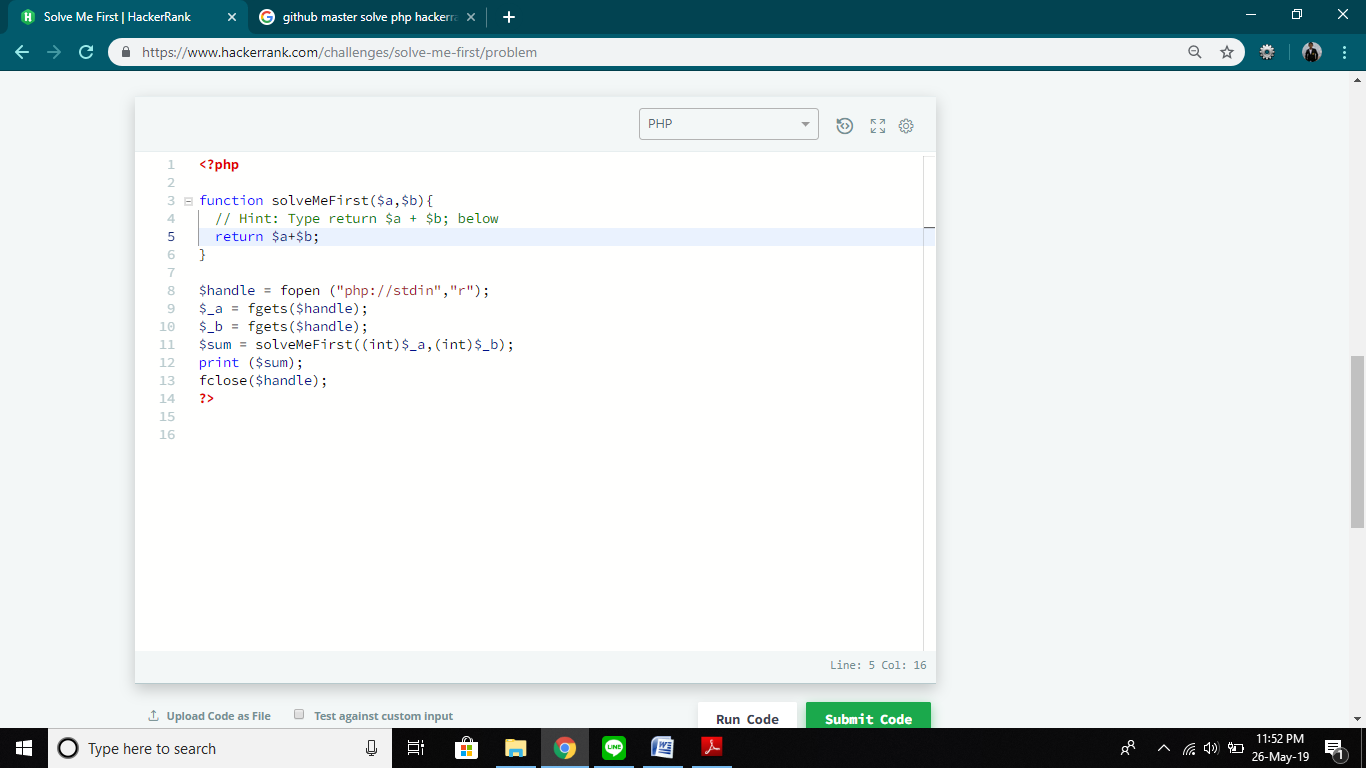 Solve Me First | HackerRank
github master solve php hackerra
https://www.hackerrank.com/challenges/solve-me-first/problem
PHP
1 <?php
2
3 function solveMeFirst($a,$b){
4 // Hint: Type return $a + $b; below
5 return $a+$b;
6 }
7
8 $handle = fopen ("php://stdin","r");
9 $_a = fgets($handle);
10 $_b = fgets($handle);
11 $sum = solveMeFirst((int)$_a,(int)$_b);
12 print ($sum);
13 fclose($handle);
14 ?>
15
16
Line: 5 Col: 16
Upload Code as File Test against custom input Run Code Submit Code
Type here to search
LINE
11:52 PM
26-May-19
1